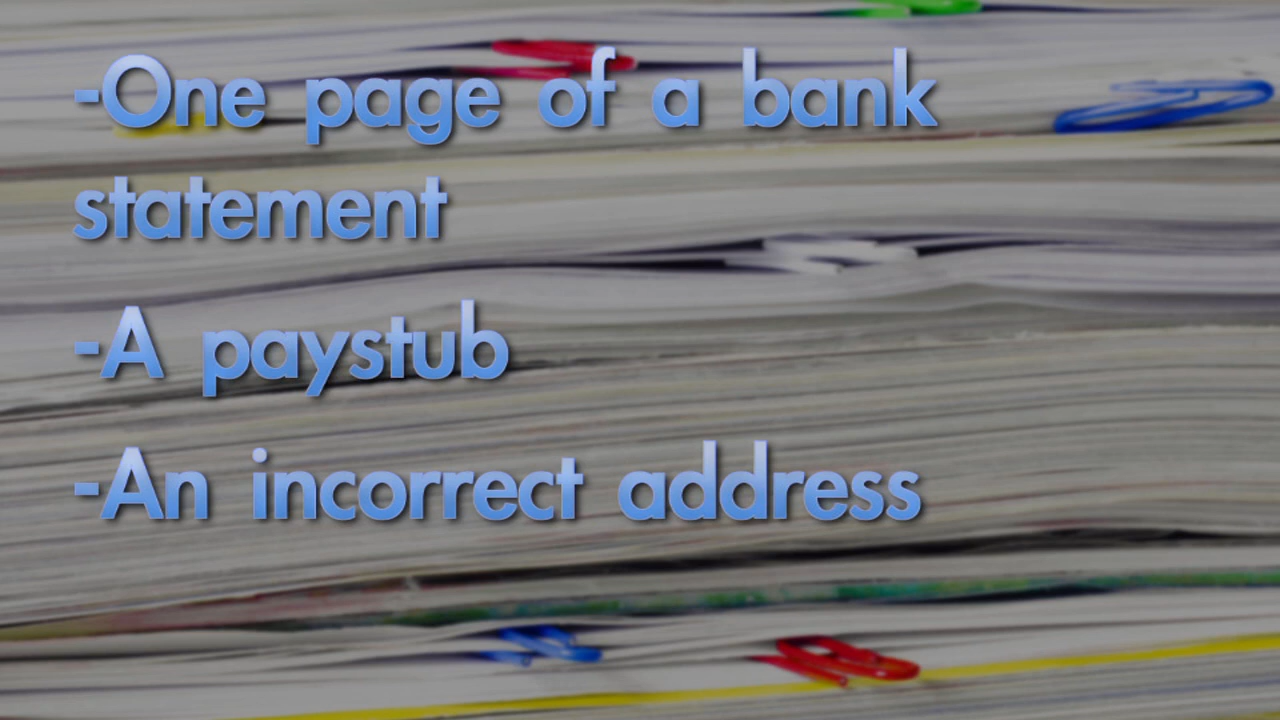 -One page of a bank
statement
-A paystub
-An incorrect address